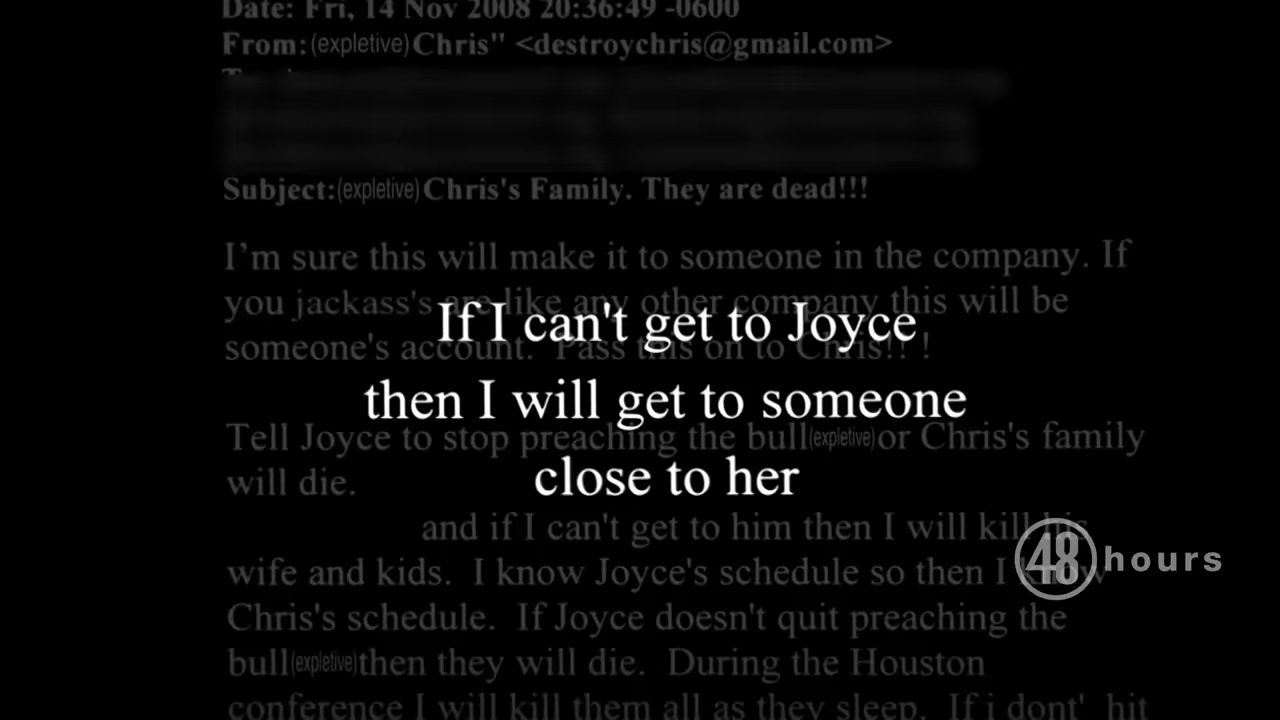 Date: Fri, 14 Nov 2008 20:36:49 -0600
From: (expletive) Chris" <destroychris@gmail.com>
Subject: (expletive) Chris's Family. They are dead!!!
I'm sure this will make it to someone in the company. If
you jackass's are like any other company this will be
If I can't get to Joyce
someone's account. Pass this on to Chris!! !
then I will get to someone
Tell Joyce to stop preaching the bull(expletive) or Chris's family
will die.
close to her
and if I can't get to him then I will kill his
wife and kids. I know Joyce's schedule so then I know
48 hours
Chris's schedule. If Joyce doesn't quit preaching the
bull(expletive) then they will die. During the Houston
conference I will kill them all as they sleep. If i dont' hit